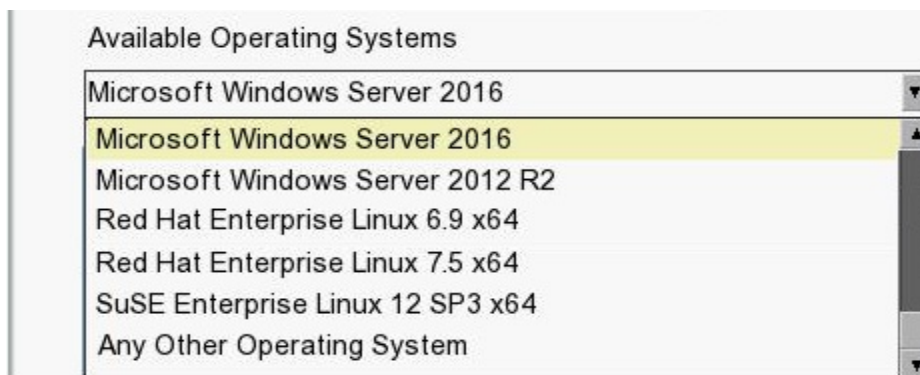 Available Operating Systems
Microsoft Windows Server 2016
Microsoft Windows Server 2016
Microsoft Windows Server 2012 R2
Red Hat Enterprise Linux 6.9 x64
Red Hat Enterprise Linux 7.5 x64
SuSE Enterprise Linux 12 SP3 x64
Any Other Operating System